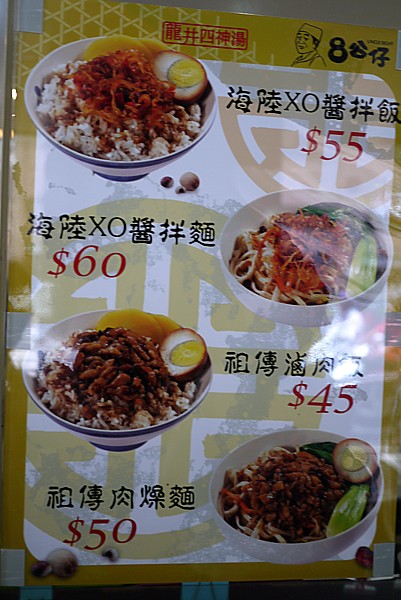 龍井四神湯
8公仔
海陸XO醬拌飯
$55
海陸XO醬拌麵
$60
祖傳滷肉飯
$45
祖傳肉燥麵
$50